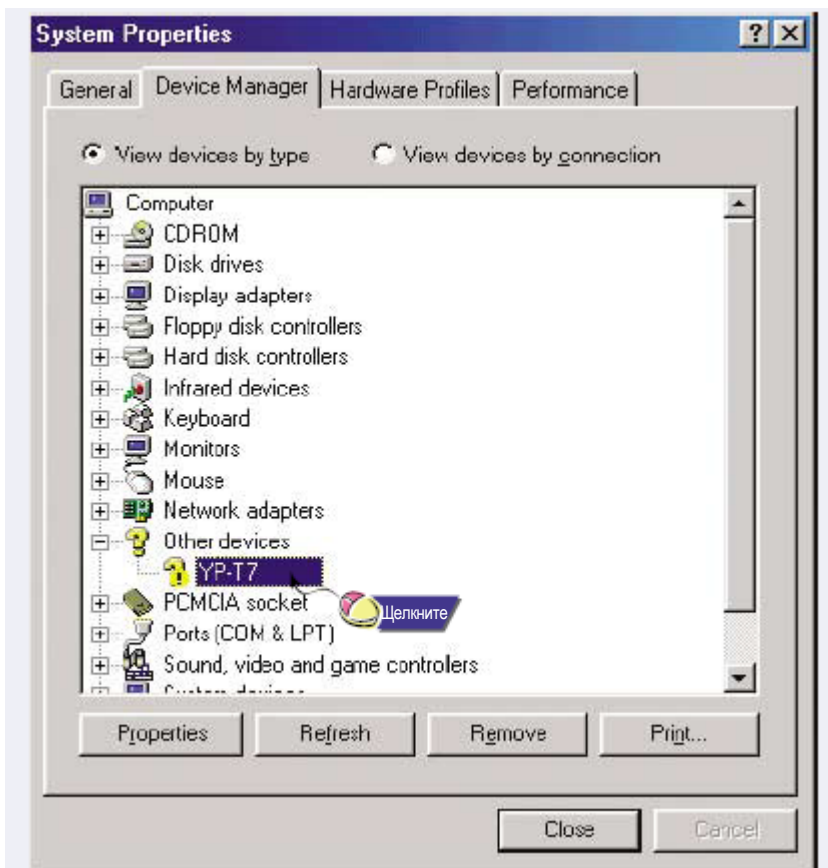 System Properties
General Device Manager Hardware Profiles Performance
View devices by type View devices by connection
Computer
CDROM
Disk drives
Display adapters
Floppy disk controllers
Hard disk controllers
Infrared devices
Keyboard
Monitors
Mouse
Network adapters
Other devices
YP-T7
PCMCIA socket
Щелкните
Ports (COM & LPT)
Sound, video and game controllers
System devices
Properties Refresh Remove Print...
Close Cancel